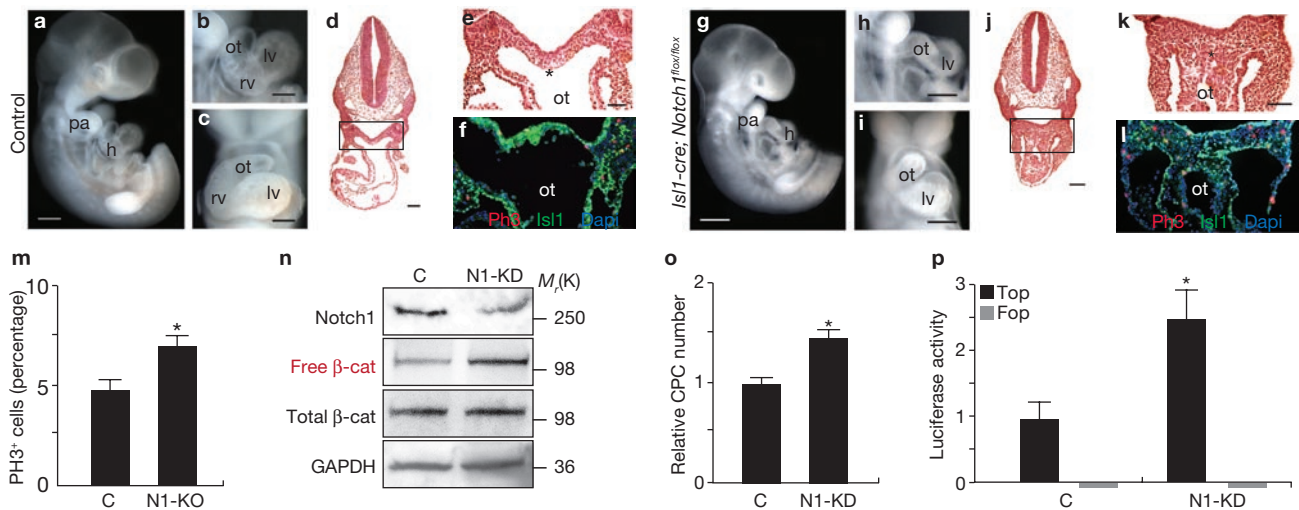 Control
a
pa
h
b
ot
lv
rv
c
ot
rv
lv
d
e
*
ot
f
ot
Ph3 Isl1 Dapi
Isl1-cre; Notch1flox/flox
g
pa
h
h
ot
lv
i
ot
lv
j
k
*
ot
l
ot
Ph3 Isl1 Dapi
m
PH3+ cells (percentage)
10
5
0
*
C N1-KO
n
C N1-KD Mr(K)
Notch1 250
Free β-cat 98
Total β-cat 98
GAPDH 36
o
Relative CPC number
2
1
0
*
C N1-KD
p
Luciferase activity
3
2
1
0
Top
Fop
*
C N1-KD